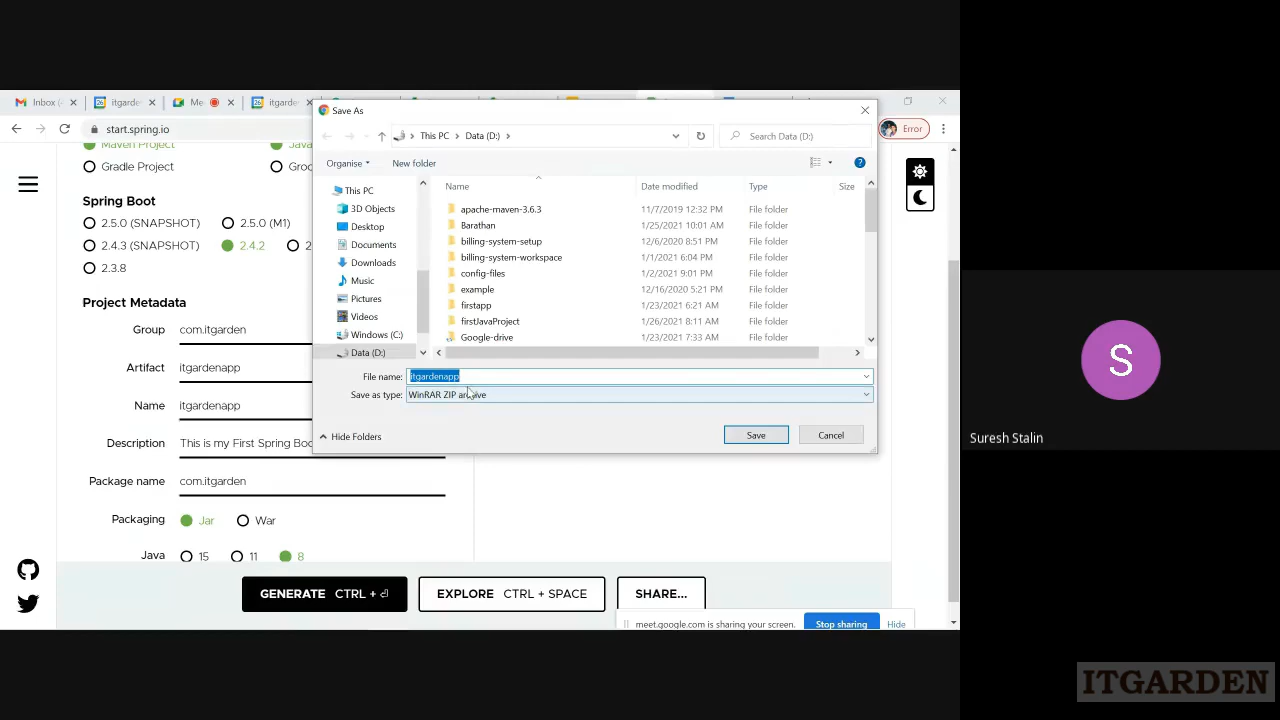 Inbox (
itgarde
Me
itgarde
Save As
start.spring.io
This PC
Data (D:)
Search Data (D:)
Error
Maven Project
Java
Organise
New folder
Gradle Project
Groo
Name
Date modified
Type
Size
This PC
Spring Boot
3D Objects
apache-maven-3.6.3
11/7/2019 12:32 PM
File folder
2.5.0 (SNAPSHOT)
2.5.0 (M1)
Desktop
Barathan
1/25/2021 10:01 AM
File folder
2.4.3 (SNAPSHOT)
2.4.2
2
Documents
billing-system-setup
12/6/2020 8:51 PM
File folder
Downloads
billing-system-workspace
1/1/2021 6:04 PM
File folder
2.3.8
Music
config-files
1/2/2021 9:01 PM
File folder
Pictures
example
12/16/2020 5:21 PM
File folder
Project Metadata
firstapp
1/23/2021 6:21 AM
File folder
Videos
firstJavaProject
1/26/2021 8:11 AM
File folder
Group
com.itgarden
Windows (C:)
Google-drive
1/23/2021 7:33 AM
File folder
Data (D:)
Artifact
itgardenapp
File name:
itgardenapp
Save as type:
WinRAR ZIP archive
Name
itgardenapp
Hide Folders
Save
Cancel
Description
This is my First Spring Boo
Suresh Stalin
S
Package name
com.itgarden
Packaging
Jar
War
Java
15
11
8
GENERATE CTRL + ⏎
EXPLORE CTRL + SPACE
SHARE...
meet.google.com is sharing your screen.
Stop sharing
Hide
ITGARDEN